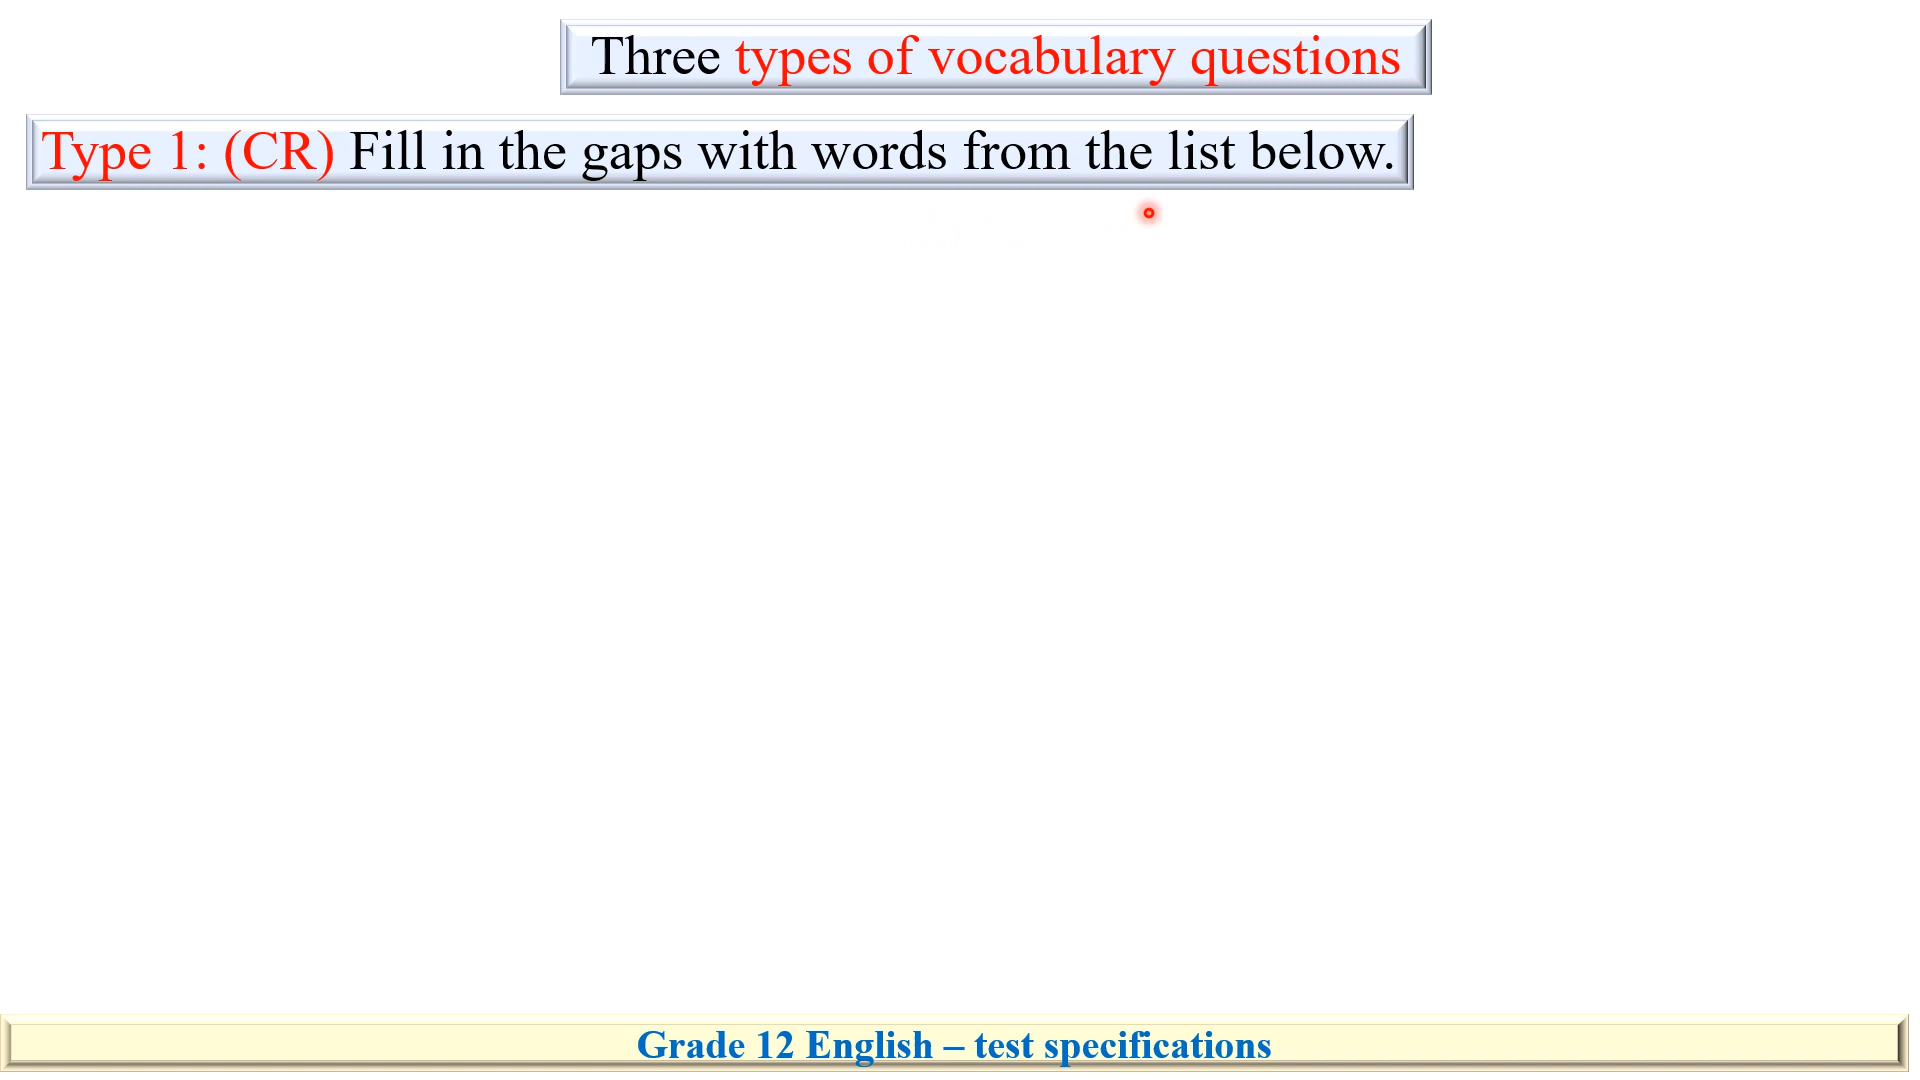 Three types of vocabulary questions
Type 1: (CR) Fill in the gaps with words from the list below.
Grade 12 English – test specifications